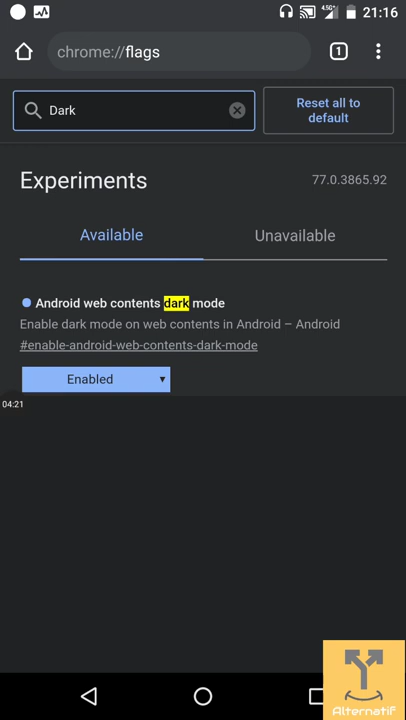 4.5G+
21:16
chrome://flags
1
Dark
Reset all to
default
Experiments
77.0.3865.92
Available
Unavailable
Android web contents dark mode
Enable dark mode on web contents in Android – Android
#enable-android-web-contents-dark-mode
Enabled
04:21
Alternatif